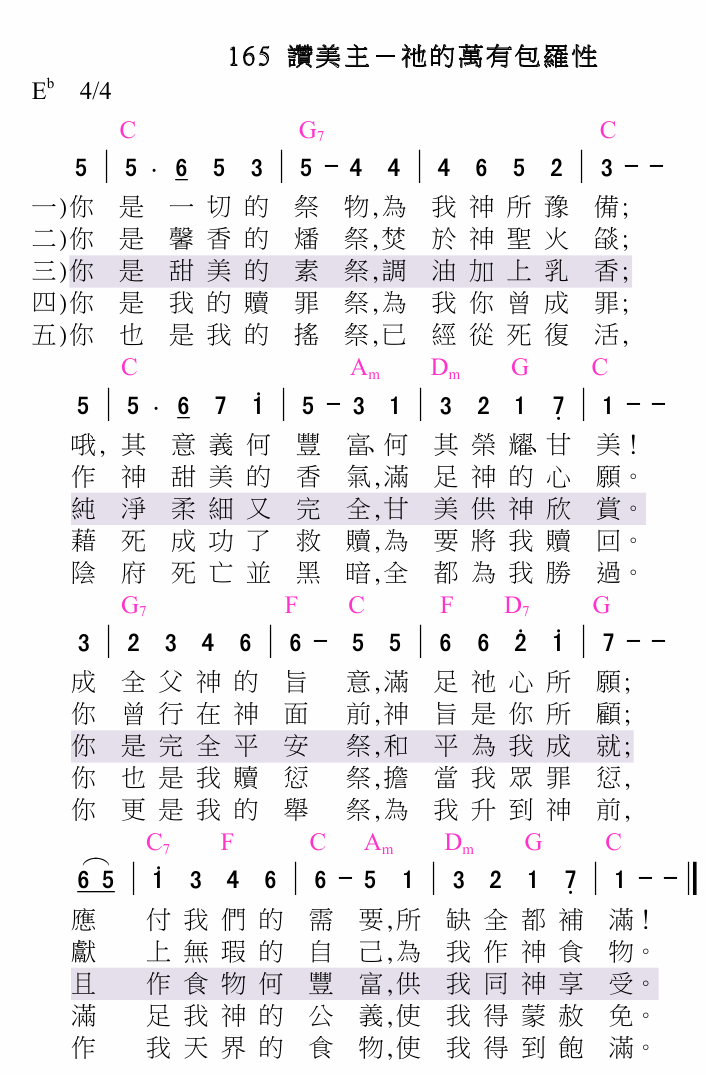 165 讚美主－祂的萬有包羅性
Eb 4/4
C G7 C
5 | 5 . 6 5 3 | 5 – 4 4 | 4 6 5 2 | 3 – –
一)你是一切的祭物,為我神所豫備;
二)你是馨香的燔祭,焚於神聖火燄;
三)你是甜美的素祭,調油加上乳香;
四)你是我的贖罪祭,為我你曾成罪;
五)你也是我的搖祭,已經從死復活,
C Am Dm G C
5 | 5 . 6 7 i | 5 – 3 1 | 3 2 1 7̣ | 1 – –
哦,其意義何豐富、何其榮耀、甘美!
作神甜美的香氣,滿足神的心願。
純淨柔細又完全,甘美供神欣賞。
藉死成功了救贖,為要將我贖回。
陰府死亡並黑暗,全都為我勝過。
G7 F C F D7 G
3 | 2 3 4 6 | 6 – 5 5 | 6 6 2̇ i | 7 – –
成全父神的旨意,滿足祂心所願;
你曾行在神面前,神旨是你所顧;
你是完全平安祭,和平為我成就;
你也是我贖愆祭,擔當我眾罪愆,
你更是我的舉祭,為我升到神前,
C7 F C Am Dm G C
6 5 | i 3 4 6 | 6 – 5 1 | 3 2 1 7̣ | 1 – – ||
應付我們的需要,所缺全都補滿!
獻上無瑕的自己,為我作神食物。
且作食物何豐富,供我同神享受。
滿足我神的公義,使我得蒙赦免。
作我天界的食物,使我得到飽滿。